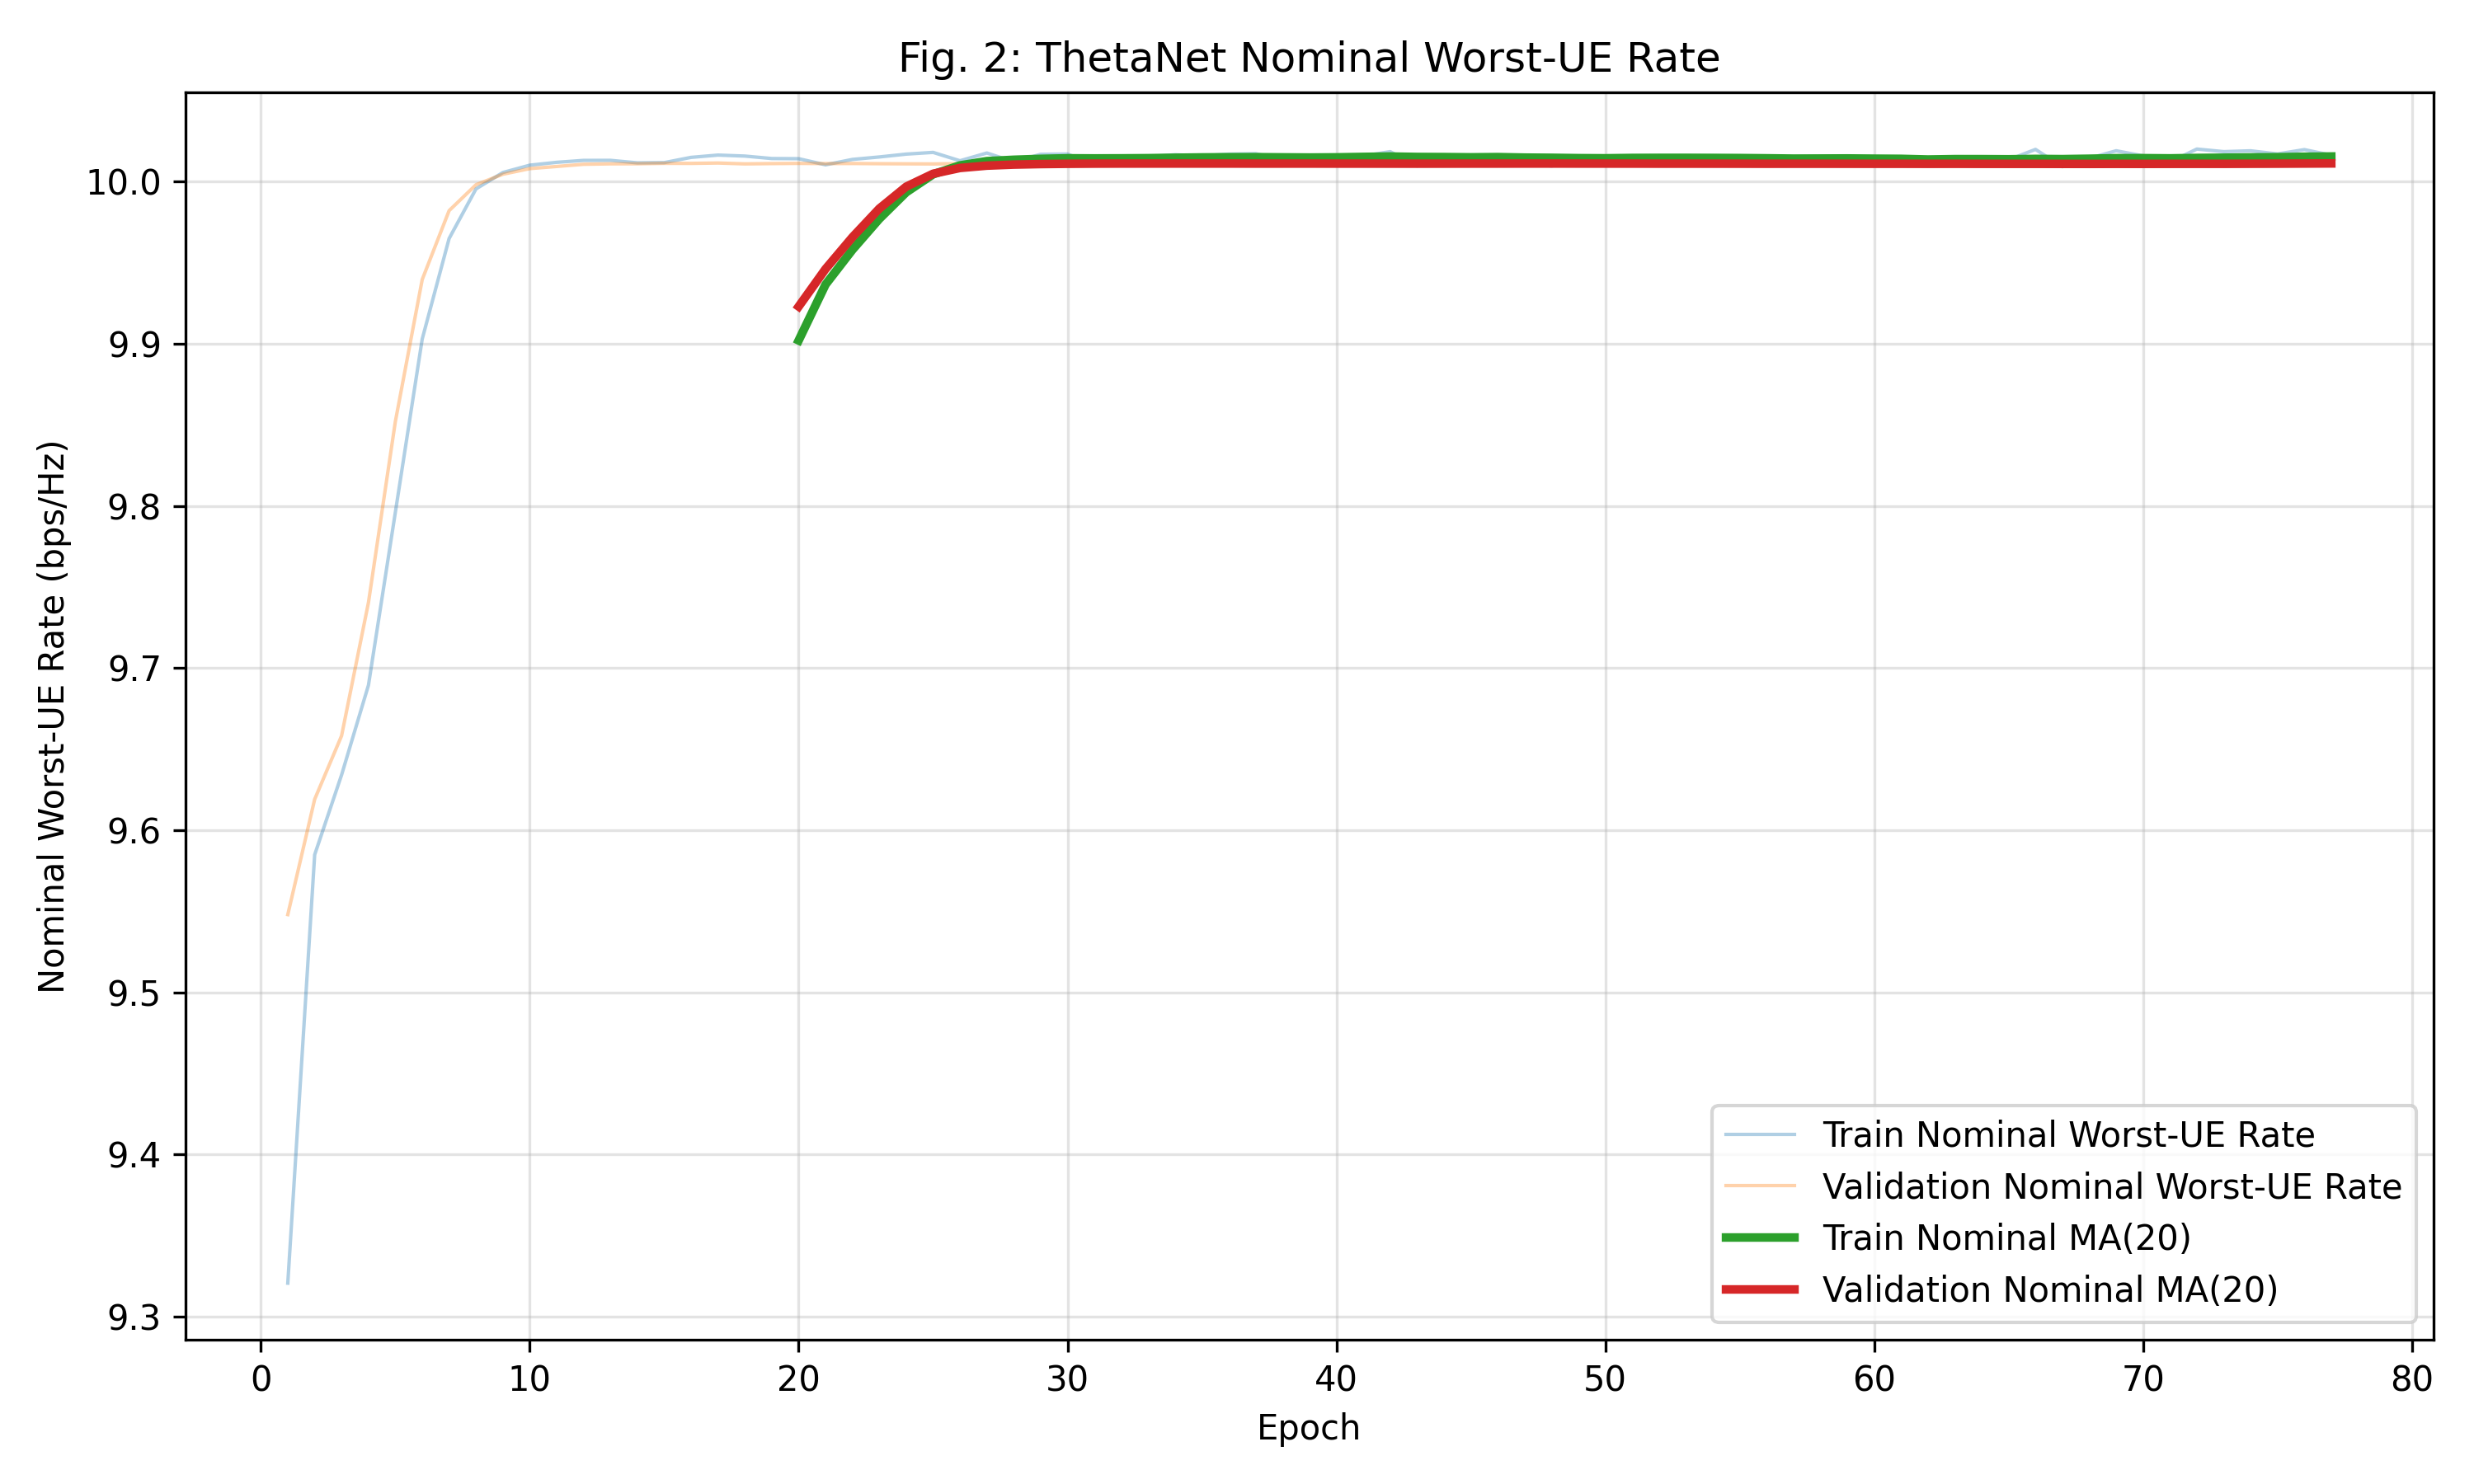 Fig. 2: ThetaNet Nominal Worst-UE Rate
Nominal Worst-UE Rate (bps/Hz)
10.0
9.9
9.8
9.7
9.6
9.5
9.4
9.3
0 10 20 30 40 50 60 70 80
Epoch
Train Nominal Worst-UE Rate
Validation Nominal Worst-UE Rate
Train Nominal MA(20)
Validation Nominal MA(20)